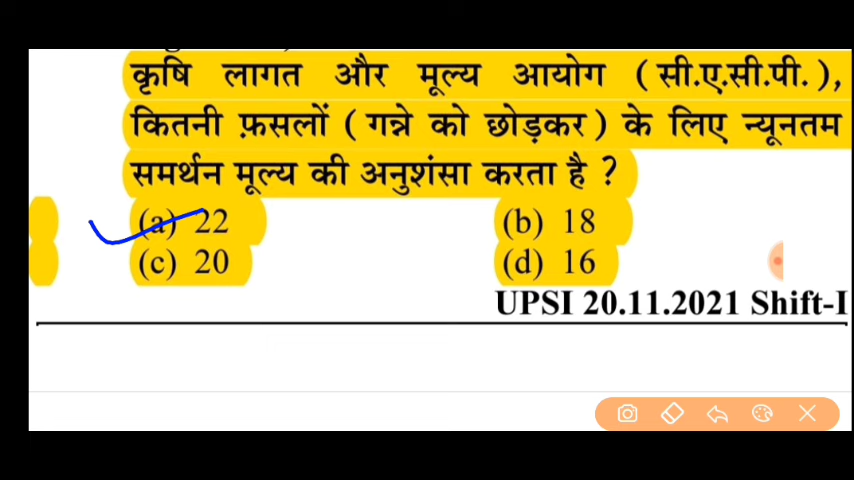 कृषि लागत और मूल्य आयोग ( सी.ए.सी.पी. ),
कितनी फ़सलों ( गन्ने को छोड़कर ) के लिए न्यूनतम
समर्थन मूल्य की अनुशंसा करता है ?
(a) 22 (b) 18
(c) 20 (d) 16
UPSI 20.11.2021 Shift-I